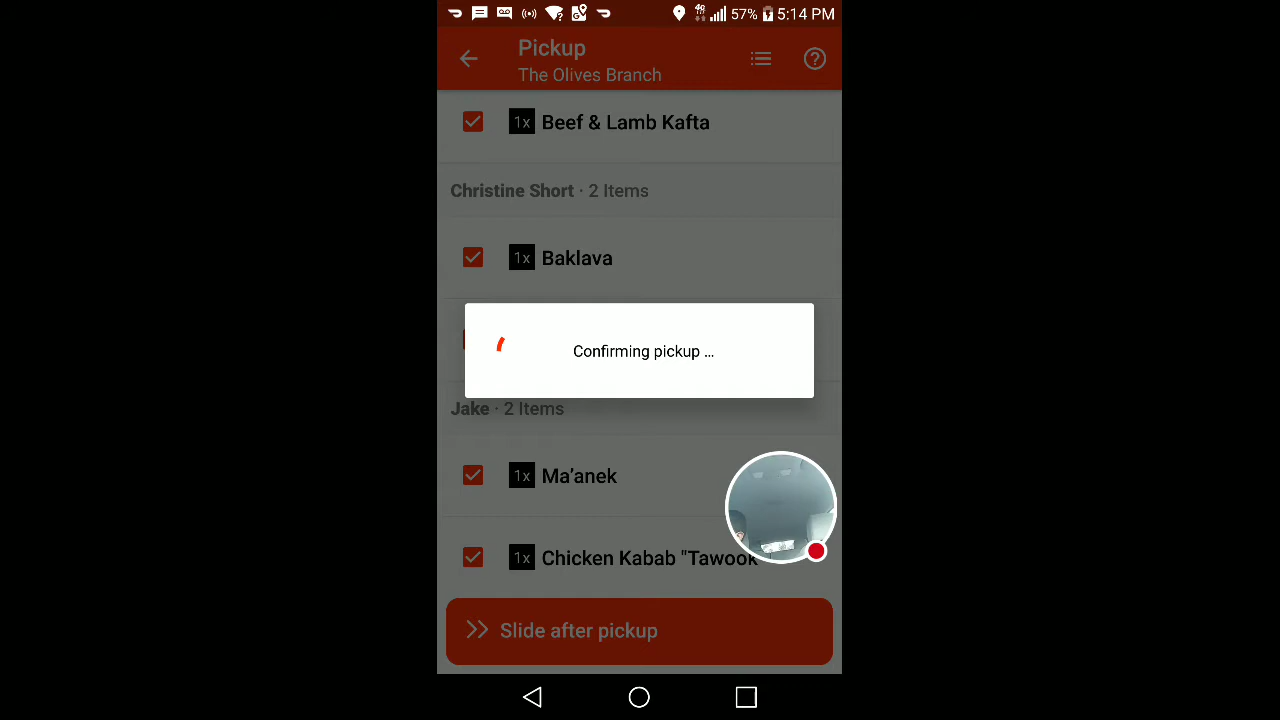 4G 57% 5:14 PM
Pickup
The Olives Branch
1x Beef & Lamb Kafta
Christine Short · 2 Items
1x Baklava
Confirming pickup ...
Jake · 2 Items
1x Ma’anek
1x Chicken Kabab "Tawook
Slide after pickup